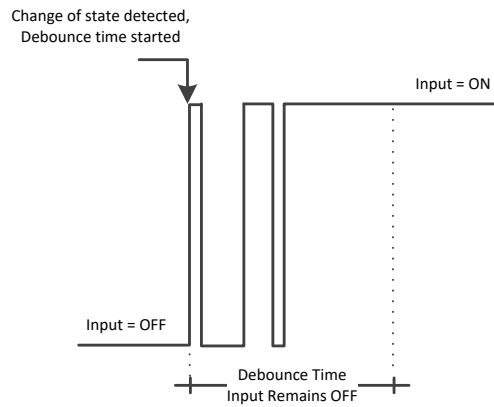 Change of state detected,
Debounce time started
Input = ON
Input = OFF
Debounce Time
Input Remains OFF